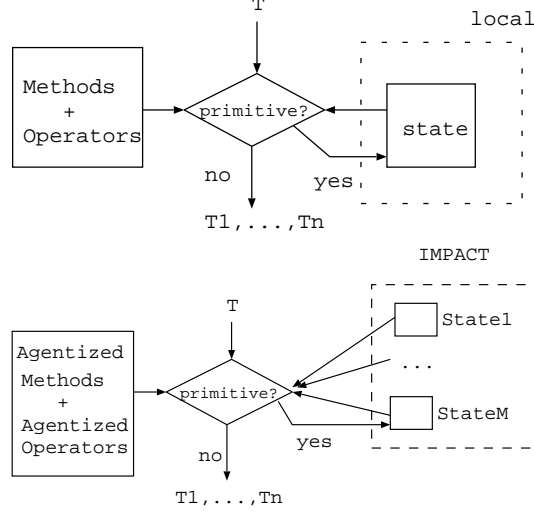 T
local
Methods
+
Operators
primitive?
state
no
yes
T1,...,Tn
IMPACT
T
State1
Agentized
Methods
+
Agentized
Operators
primitive?
...
StateM
yes
no
T1,...,Tn